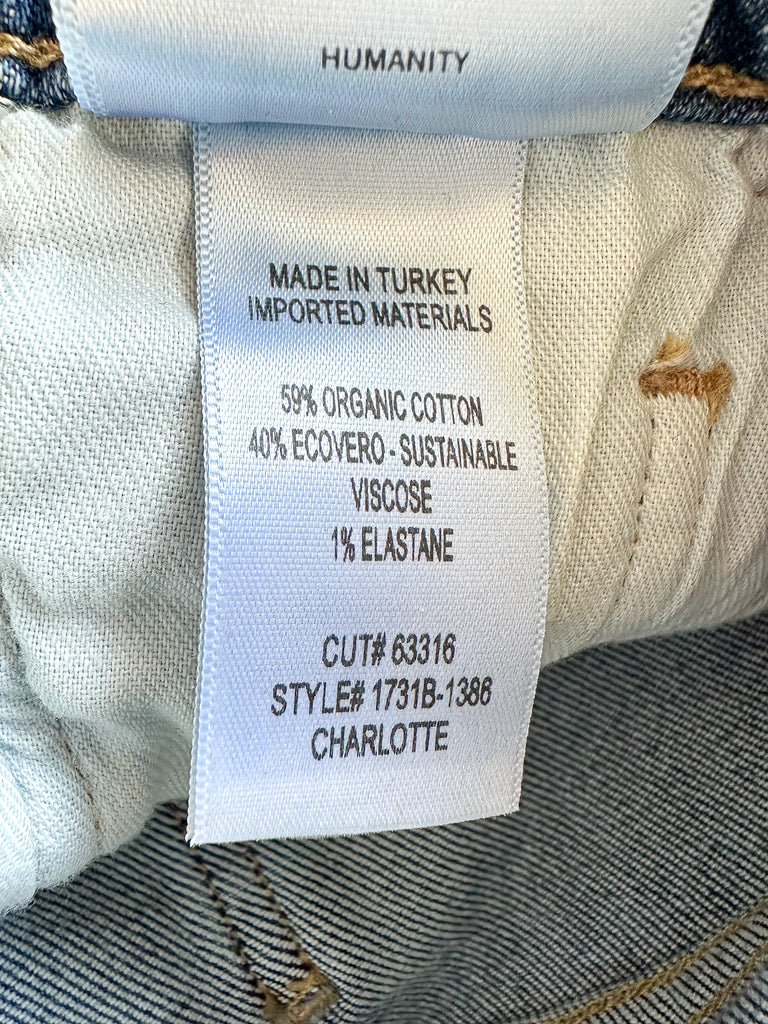 HUMANITY
MADE IN TURKEY
IMPORTED MATERIALS
59% ORGANIC COTTON
40% ECOVERO - SUSTAINABLE
VISCOSE
1% ELASTANE
CUT# 63316
STYLE# 1731B-1386
CHARLOTTE